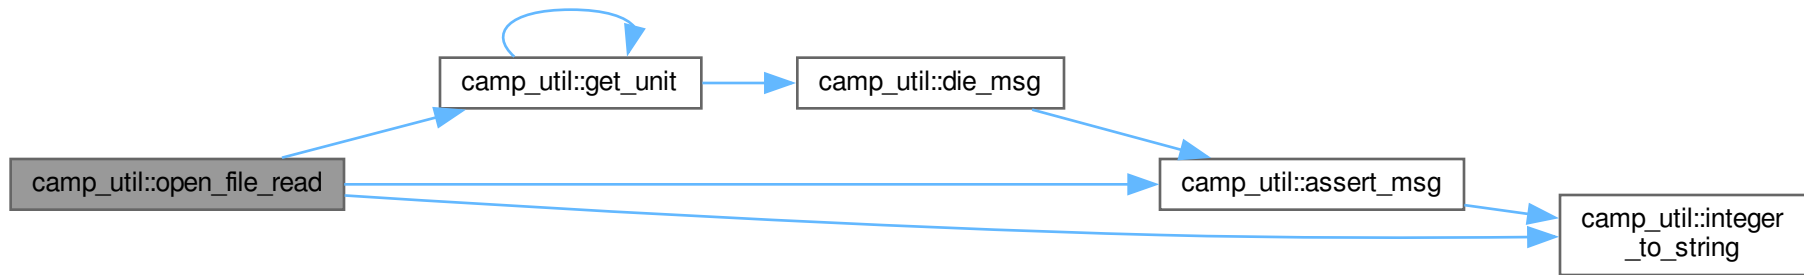 camp_util::get_unit
camp_util::die_msg
camp_util::open_file_read
camp_util::assert_msg
camp_util::integer
_to_string